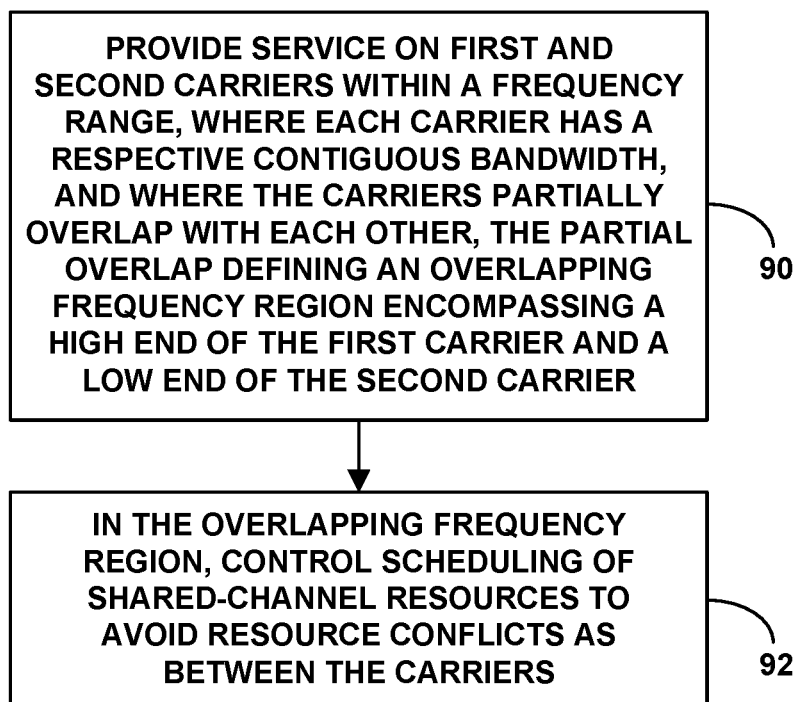 PROVIDE SERVICE ON FIRST AND
SECOND CARRIERS WITHIN A FREQUENCY
RANGE, WHERE EACH CARRIER HAS A
RESPECTIVE CONTIGUOUS BANDWIDTH,
AND WHERE THE CARRIERS PARTIALLY
OVERLAP WITH EACH OTHER, THE PARTIAL
OVERLAP DEFINING AN OVERLAPPING
FREQUENCY REGION ENCOMPASSING A
HIGH END OF THE FIRST CARRIER AND A
LOW END OF THE SECOND CARRIER
90
IN THE OVERLAPPING FREQUENCY
REGION, CONTROL SCHEDULING OF
SHARED-CHANNEL RESOURCES TO
AVOID RESOURCE CONFLICTS AS
BETWEEN THE CARRIERS
92